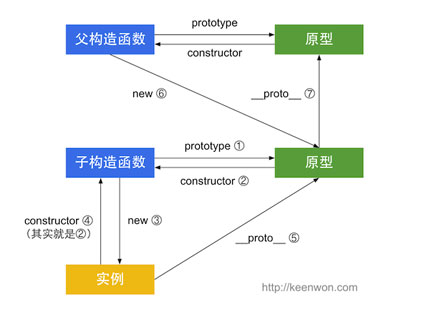 父构造函数
prototype
constructor
原型
new ⑥
__proto__ ⑦
子构造函数
prototype ①
constructor ②
原型
constructor ④
（其实就是②）
new ③
__proto__ ⑤
实例
http://keenwon.com